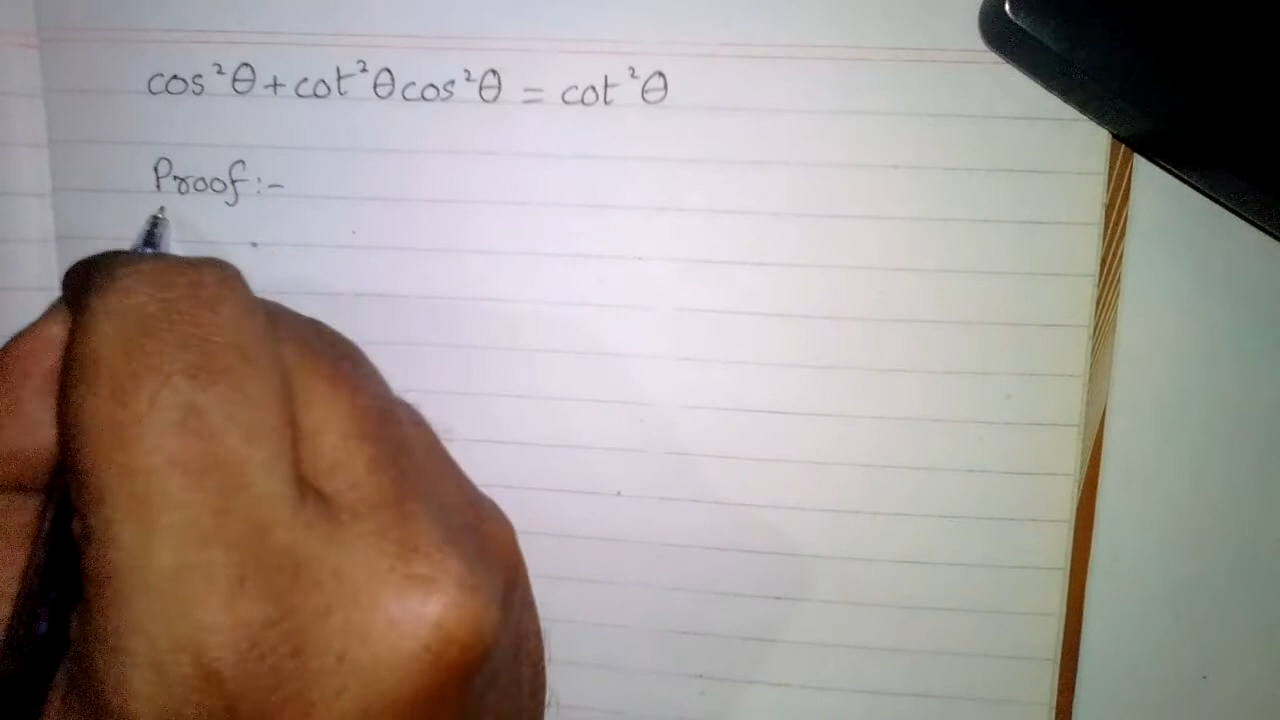 cos²θ + cot²θ cos²θ = cot²θ
Proof:-